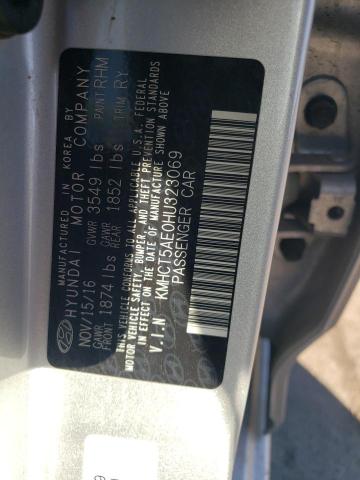 MANUFACTURED IN KOREA BY
HYUNDAI MOTOR COMPANY
NOV/15/16 GVWR 3549 lbs PAINT RHM
GAWR FRONT 1874 lbs GAWR REAR 1852 lbs TRIM RY
THIS VEHICLE CONFORMS TO ALL APPLICABLE U.S.A. FEDERAL
MOTOR VEHICLE SAFETY, BUMPER, AND THEFT PREVENTION STANDARDS
IN EFFECT ON THE DATE OF MANUFACTURE SHOWN ABOVE
V.I.N KMHCT5AE0HU323069
PASSENGER CAR